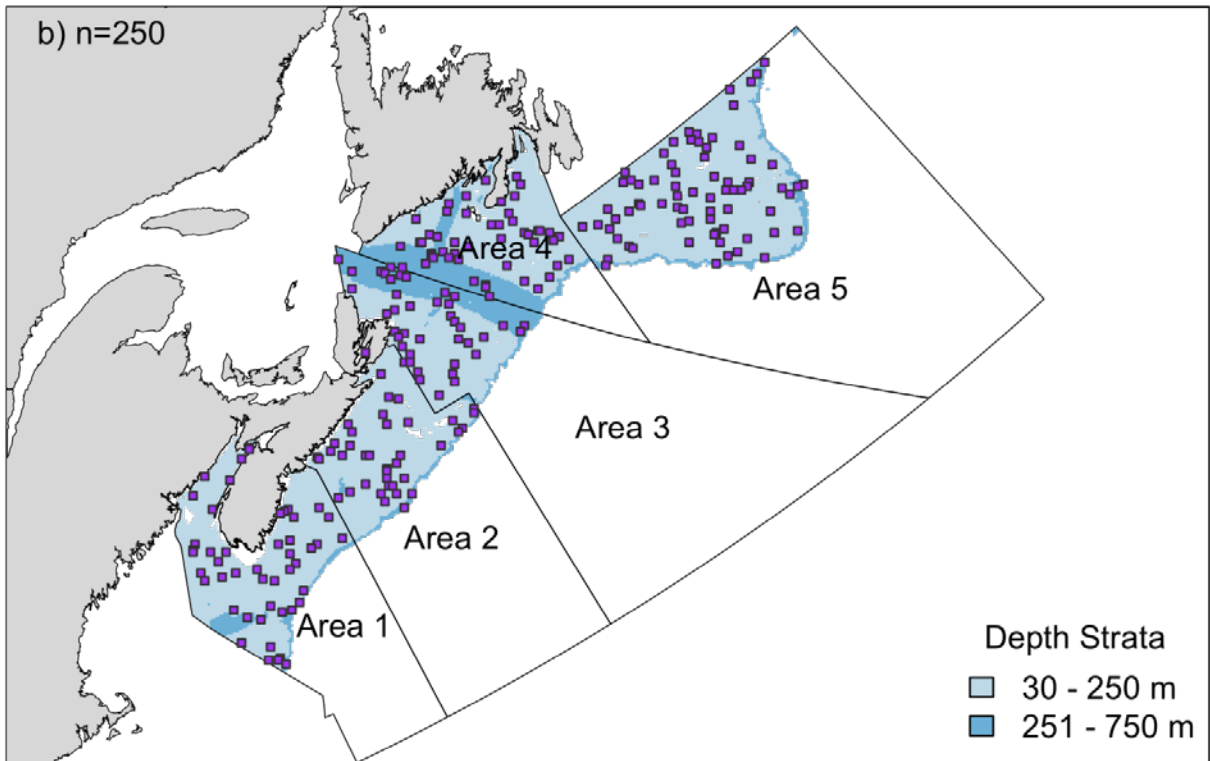 b) n=250
Area 4
Area 5
Area 3
Area 2
Area 1
Depth Strata
30 - 250 m
251 - 750 m